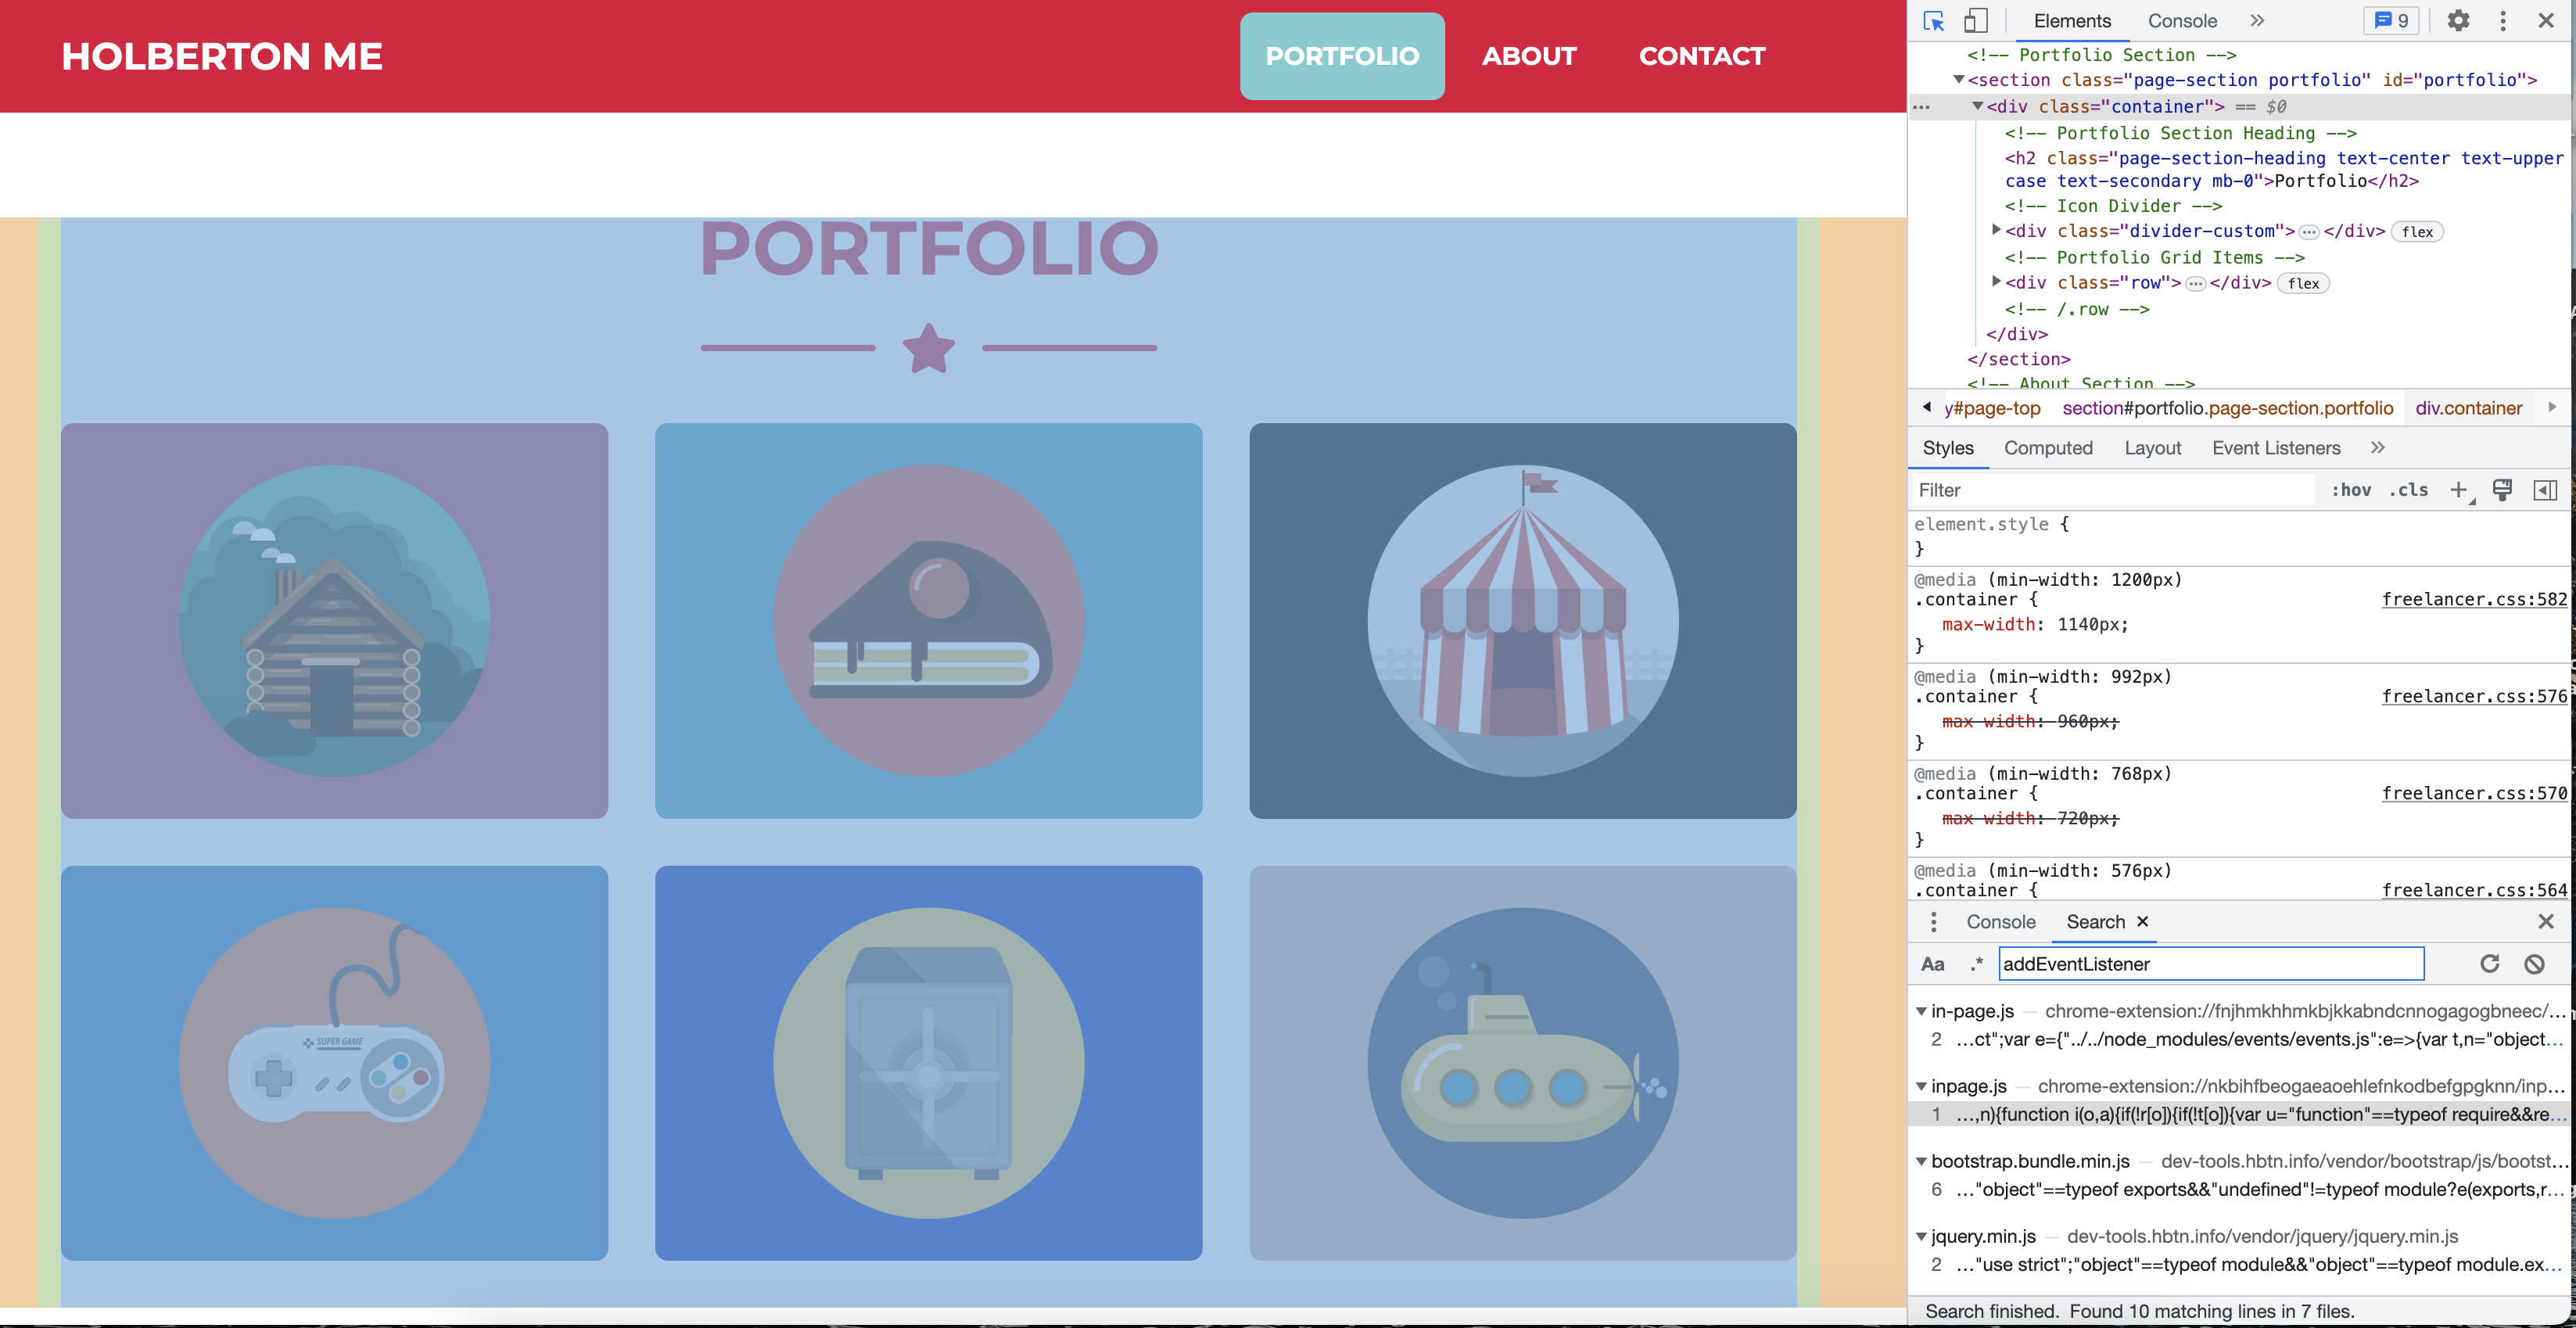 HOLBERTON ME
PORTFOLIO
ABOUT
CONTACT
PORTFOLIO
SUPER GAME
Elements
Console
9
<!-- Portfolio Section -->
<section class="page-section portfolio" id="portfolio">
<div class="container"> == $0
<!-- Portfolio Section Heading -->
<h2 class="page-section-heading text-center text-upper
case text-secondary mb-0">Portfolio</h2>
<!-- Icon Divider -->
<div class="divider-custom">…</div> flex
<!-- Portfolio Grid Items -->
<div class="row">…</div> flex
<!-- /.row -->
</div>
</section>
<!-- About Section -->
y#page-top section#portfolio.page-section.portfolio div.container
Styles Computed Layout Event Listeners
Filter
:hov .cls
element.style {
}
@media (min-width: 1200px)
.container { freelancer.css:582
max-width: 1140px;
}
@media (min-width: 992px)
.container { freelancer.css:576
max-width: 960px;
}
@media (min-width: 768px)
.container { freelancer.css:570
max-width: 720px;
}
@media (min-width: 576px)
.container { freelancer.css:564
Console Search
Aa .* addEventListener
in-page.js — chrome-extension://fnjhmkhhmkbjkkabndcnnogagogbneec/…
2 …ct";var e={"../../node_modules/events/events.js":e=>{var t,n="object…
inpage.js — chrome-extension://nkbihfbeogaeaoehlefnkodbefgpgknn/inp…
1 …,n){function i(o,a){if(!r[o]){if(!t[o]){var u="function"==typeof require&&re…
bootstrap.bundle.min.js — dev-tools.hbtn.info/vendor/bootstrap/js/bootst…
6 …"object"==typeof exports&&"undefined"!=typeof module?e(exports,r…
jquery.min.js — dev-tools.hbtn.info/vendor/jquery/jquery.min.js
2 …"use strict";"object"==typeof module&&"object"==typeof module.ex…
Search finished. Found 10 matching lines in 7 files.